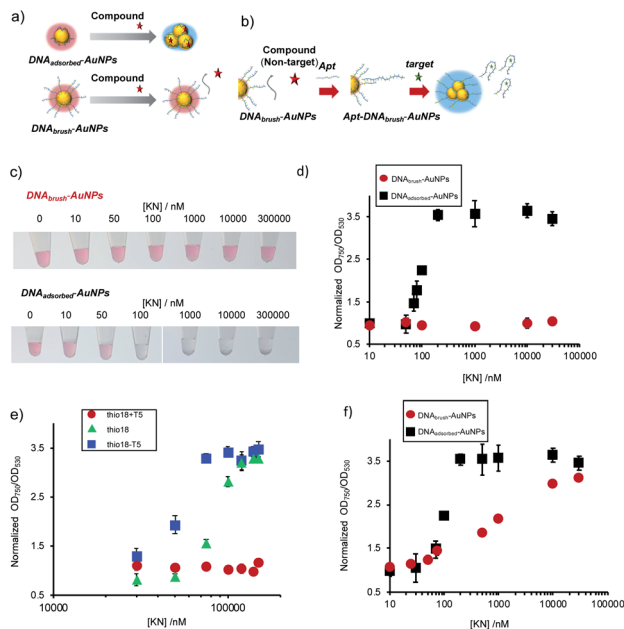 a)
Compound
DNAadsorbed-AuNPs
Compound
DNAbrush-AuNPs
b)
Compound
(Non-target)
Apt
target
DNAbrush-AuNPs
Apt-DNAbrush-AuNPs
c)
DNAbrush-AuNPs
[KN] / nM
0 10 50 100 1000 10000 300000
DNAadsorbed-AuNPs
[KN] / nM
0 10 50 100 1000 10000 300000
d)
DNAbrush-AuNPs
DNAadsorbed-AuNPs
Normalized OD750/OD530
3.5
2.5
1.5
0.5
10 100 1000 10000 100000
[KN] /nM
e)
thio18+T5
thio18
thio18-T5
Normalized OD750/OD530
3.5
2.5
1.5
0.5
10000 100000
[KN] /nM
f)
DNAbrush-AuNPs
DNAadsorbed-AuNPs
Normalized OD750/OD530
4.5
3.5
2.5
1.5
0.5
10 100 1000 10000 100000
[KN] /nM